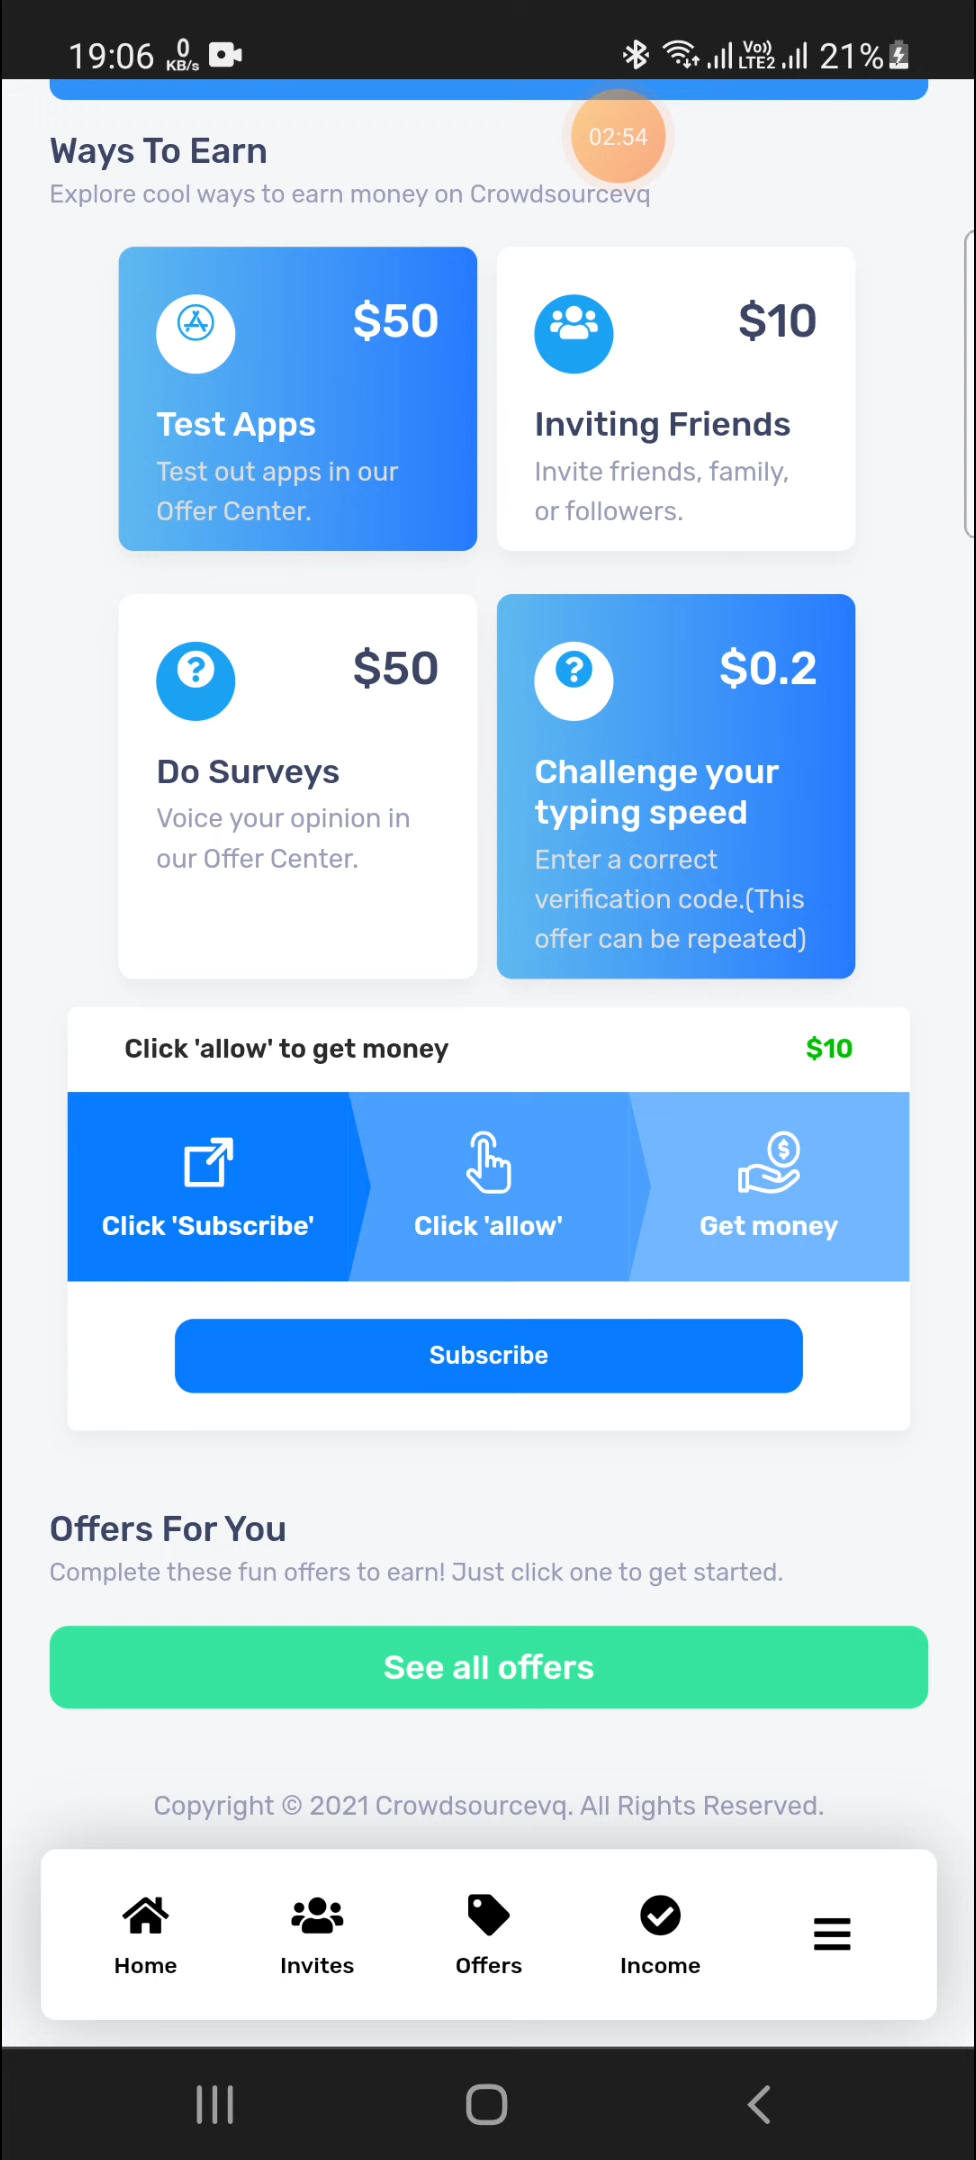 19:06 0 KB/s Vo)) LTE2 21%
02:54
Ways To Earn
Explore cool ways to earn money on Crowdsourcevq
$50
Test Apps
Test out apps in our
Offer Center.
$10
Inviting Friends
Invite friends, family,
or followers.
$50
Do Surveys
Voice your opinion in
our Offer Center.
$0.2
Challenge your
typing speed
Enter a correct
verification code.(This
offer can be repeated)
Click 'allow' to get money $10
Click 'Subscribe' Click 'allow' Get money
Subscribe
Offers For You
Complete these fun offers to earn! Just click one to get started.
See all offers
Copyright © 2021 Crowdsourcevq. All Rights Reserved.
Home Invites Offers Income